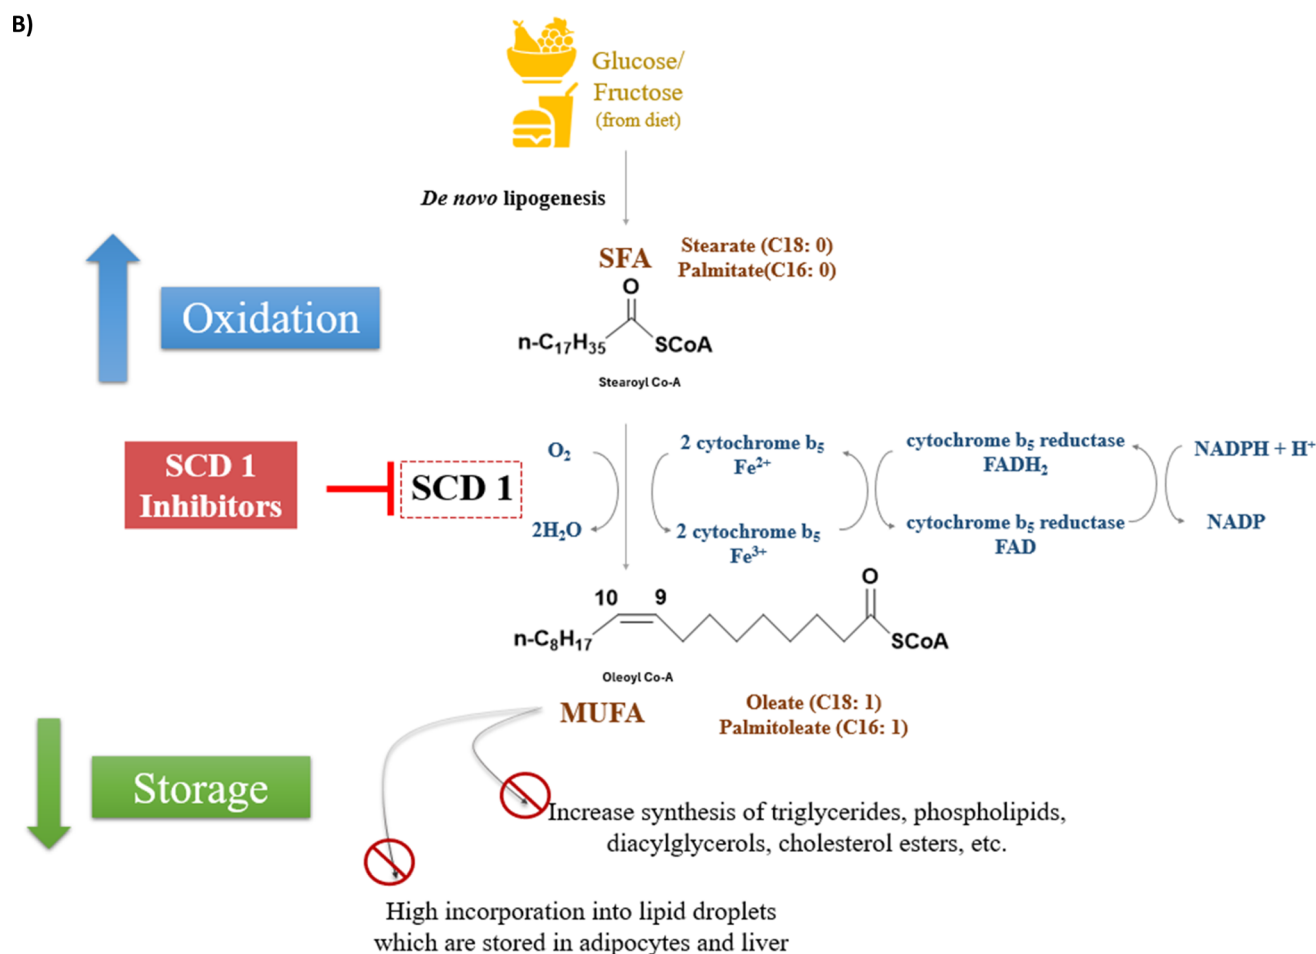 B)
Glucose/
Fructose
(from diet)
De novo lipogenesis
SFA
Stearate (C18: 0)
Palmitate(C16: 0)
O
n-C₁₇H₃₅
SCoA
Stearoyl Co-A
Oxidation
SCD 1
Inhibitors
SCD 1
O₂
2H₂O
2 cytochrome b₅
Fe²⁺
2 cytochrome b₅
Fe³⁺
cytochrome b₅ reductase
FADH₂
cytochrome b₅ reductase
FAD
NADPH + H⁺
NADP
10 9
O
n-C₈H₁₇
SCoA
Oleoyl Co-A
MUFA
Oleate (C18: 1)
Palmitoleate (C16: 1)
Storage
Increase synthesis of triglycerides, phospholipids,
diacylglycerols, cholesterol esters, etc.
High incorporation into lipid droplets
which are stored in adipocytes and liver